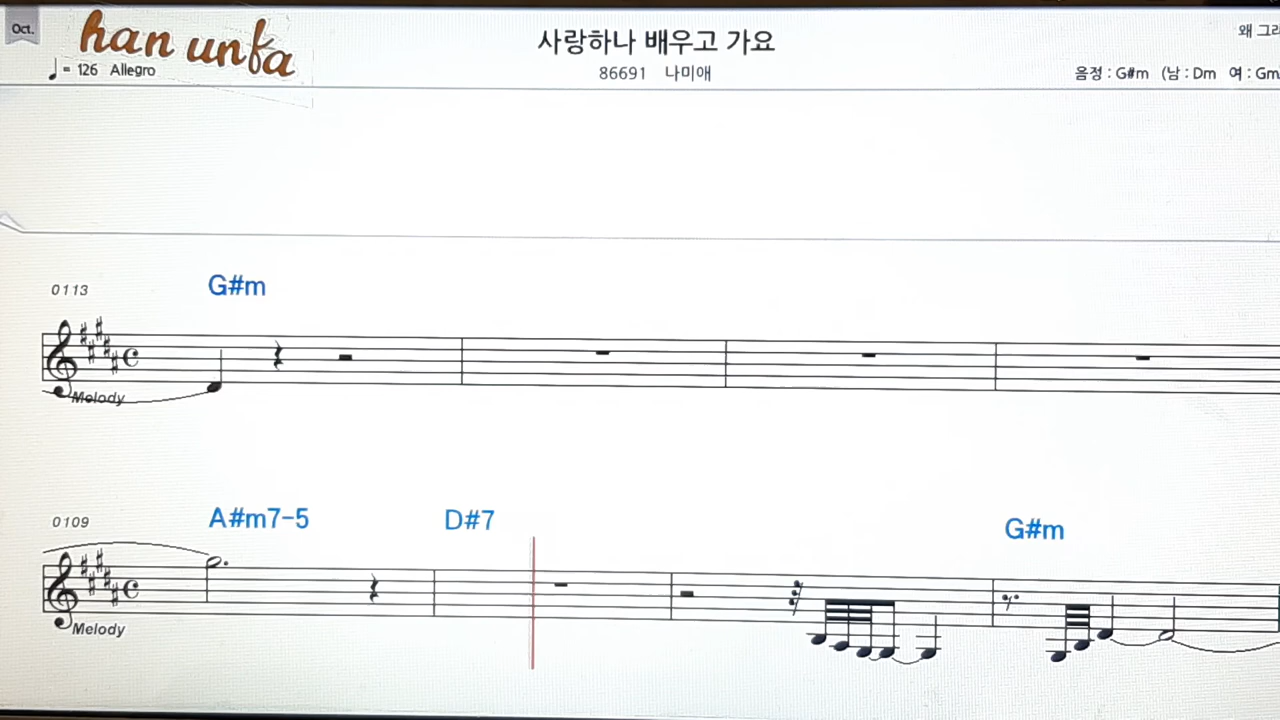 Oct.
han unfa
사랑하나 배우고 가요
왜 그래
= 126 Allegro
86691 나미애
음정 : G#m (남 : Dm 여 : Gm
0113
G#m
Melody
0109
A#m7-5
D#7
G#m
Melody